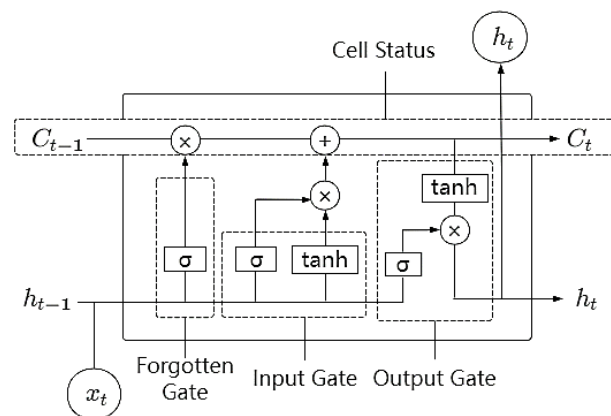 h_t
Cell Status
C_{t-1} × + C_t
tanh
×
×
σ σ tanh σ
h_{t-1} h_t
Forgotten Gate Input Gate Output Gate
x_t